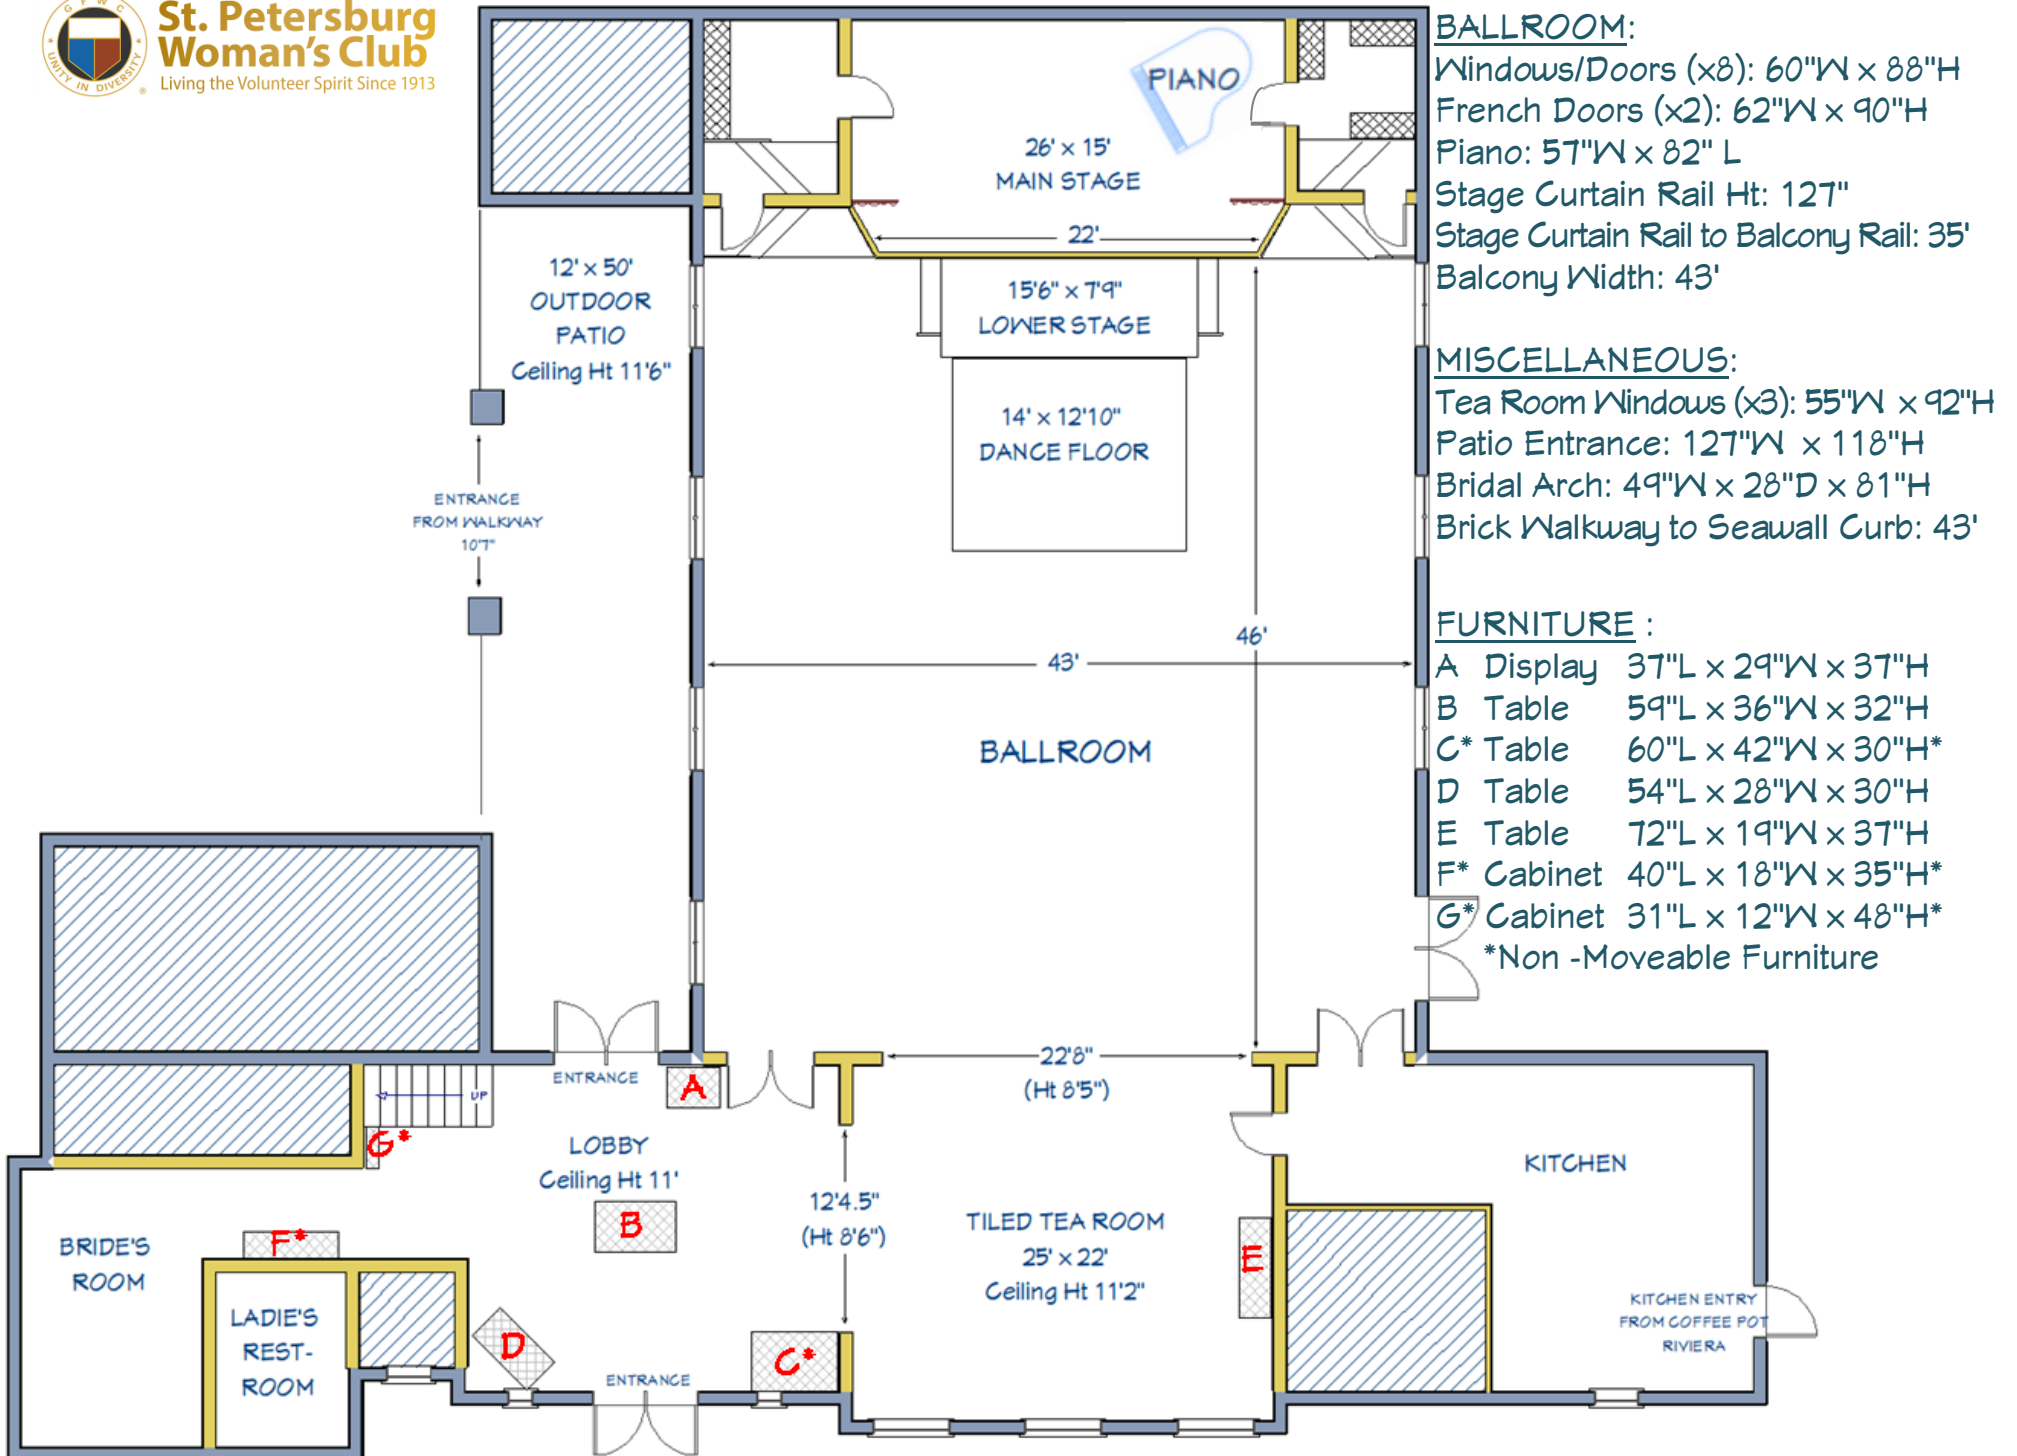 GFWC
UNITY IN DIVERSITY
®
St. Petersburg
Woman's Club
Living the Volunteer Spirit Since 1913
PIANO
26' x 15'
MAIN STAGE
22'
12' x 50'
OUTDOOR
PATIO
Ceiling Ht 11'6"
15'6" x 7'9"
LOWER STAGE
14' x 12'10"
DANCE FLOOR
ENTRANCE
FROM WALKWAY
10'7"
46'
43'
BALLROOM
22'8"
(Ht 8'5")
ENTRANCE
A
UP
G*
LOBBY
Ceiling Ht 11'
12'4.5"
(Ht 8'6")
B
KITCHEN
TILED TEA ROOM
25' x 22'
Ceiling Ht 11'2"
E
BRIDE'S
ROOM
F*
LADIE'S
REST-
ROOM
D
C*
ENTRANCE
KITCHEN ENTRY
FROM COFFEE POT
RIVIERA
BALLROOM:
Windows/Doors (x8): 60"W x 88"H
French Doors (x2): 62"W x 90"H
Piano: 57"W x 82" L
Stage Curtain Rail Ht: 127"
Stage Curtain Rail to Balcony Rail: 35'
Balcony Width: 43'
MISCELLANEOUS:
Tea Room Windows (x3): 55"W x 92"H
Patio Entrance: 127"W x 118"H
Bridal Arch: 49"W x 28"D x 81"H
Brick Walkway to Seawall Curb: 43'
FURNITURE :
A Display 37"L x 29"W x 37"H
B Table 59"L x 36"W x 32"H
C* Table 60"L x 42"W x 30"H*
D Table 54"L x 28"W x 30"H
E Table 72"L x 19"W x 37"H
F* Cabinet 40"L x 18"W x 35"H*
G* Cabinet 31"L x 12"W x 48"H*
*Non -Moveable Furniture